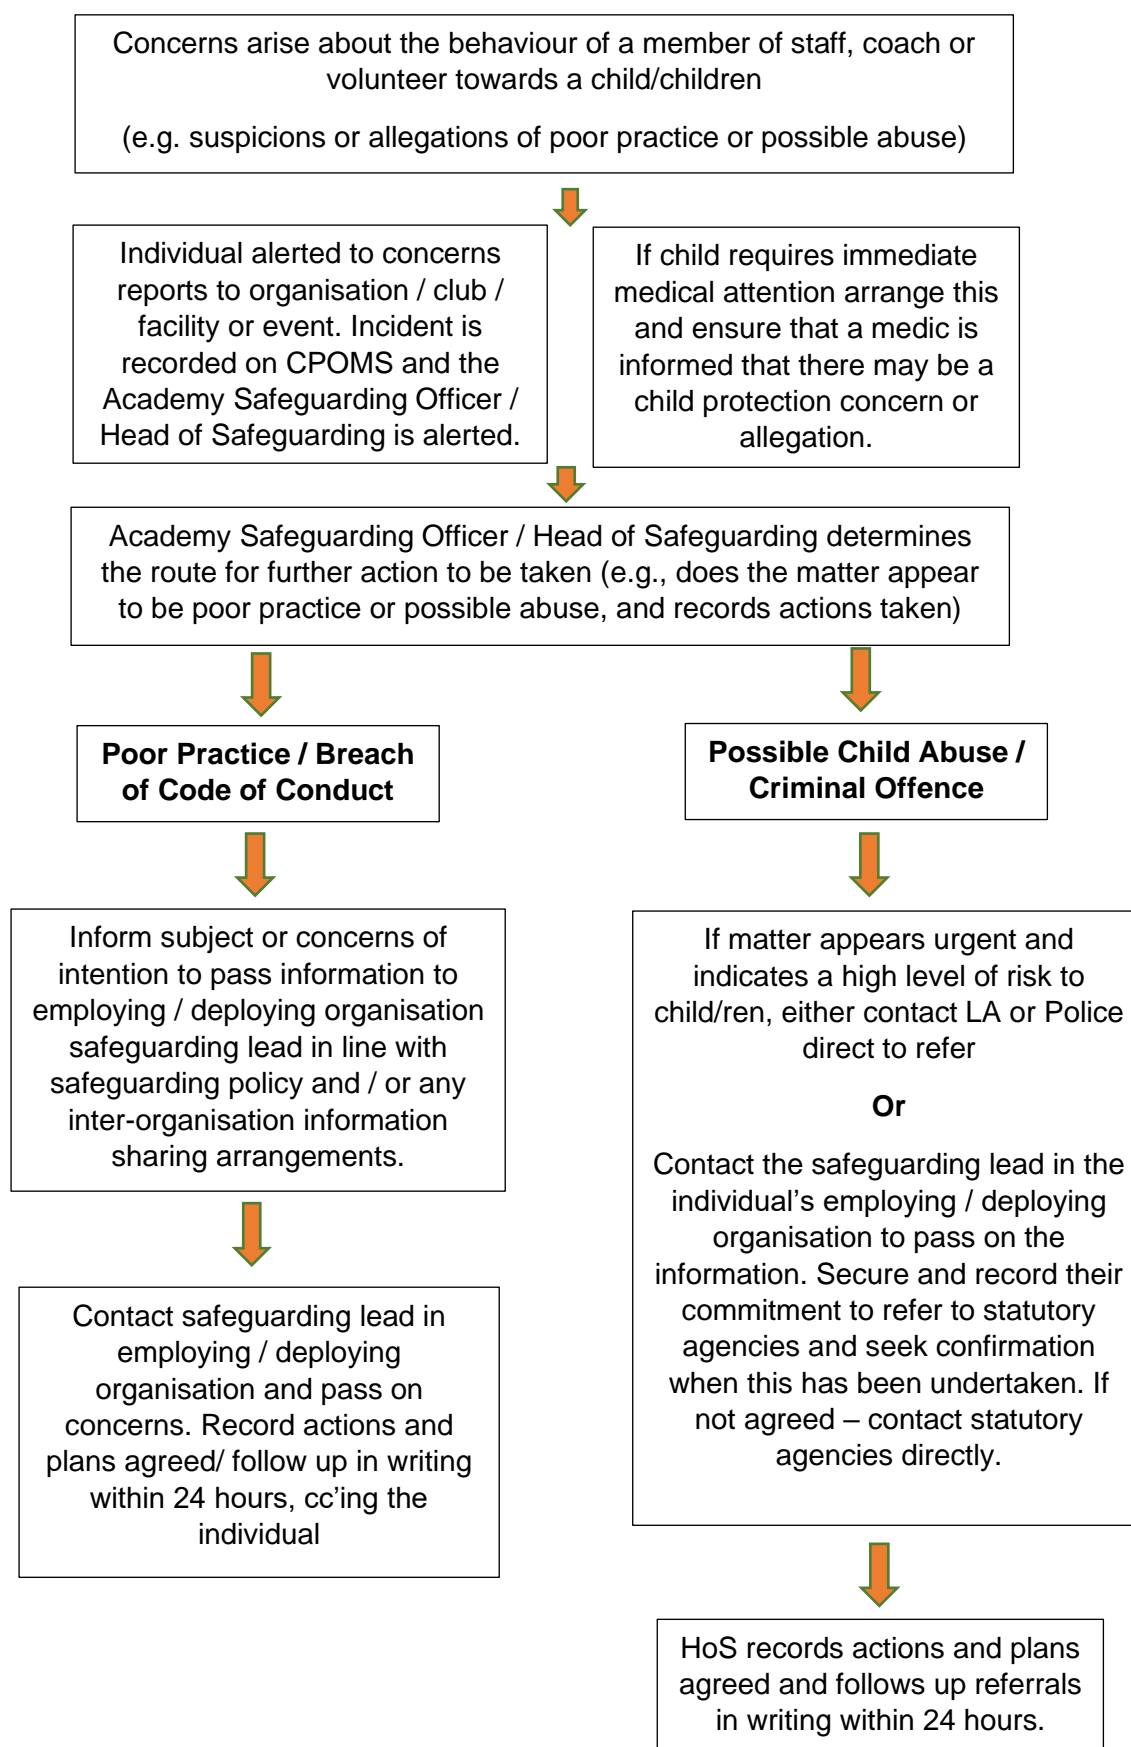 Concerns arise about the behaviour of a member of staff, coach or
volunteer towards a child/children
(e.g. suspicions or allegations of poor practice or possible abuse)
Individual alerted to concerns
reports to organisation / club /
facility or event. Incident is
recorded on CPOMS and the
Academy Safeguarding Officer /
Head of Safeguarding is alerted.
If child requires immediate
medical attention arrange this
and ensure that a medic is
informed that there may be a
child protection concern or
allegation.
Academy Safeguarding Officer / Head of Safeguarding determines
the route for further action to be taken (e.g., does the matter appear
to be poor practice or possible abuse, and records actions taken)
Poor Practice / Breach
of Code of Conduct
Possible Child Abuse /
Criminal Offence
Inform subject or concerns of
intention to pass information to
employing / deploying organisation
safeguarding lead in line with
safeguarding policy and / or any
inter-organisation information
sharing arrangements.
If matter appears urgent and
indicates a high level of risk to
child/ren, either contact LA or Police
direct to refer
Or
Contact the safeguarding lead in the
individual’s employing / deploying
organisation to pass on the
information. Secure and record their
commitment to refer to statutory
agencies and seek confirmation
when this has been undertaken. If
not agreed – contact statutory
agencies directly.
Contact safeguarding lead in
employing / deploying
organisation and pass on
concerns. Record actions and
plans agreed/ follow up in writing
within 24 hours, cc’ing the
individual
HoS records actions and plans
agreed and follows up referrals
in writing within 24 hours.